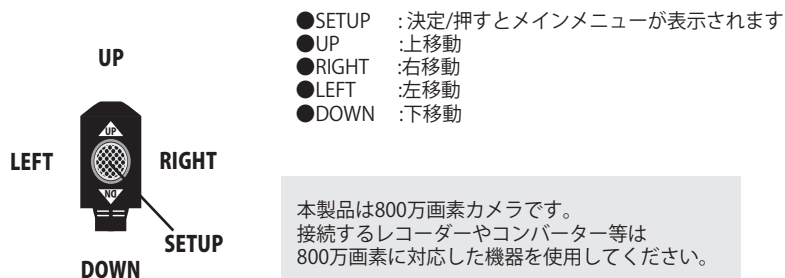 ●SETUP : 決定/押すとメインメニューが表示されます
●UP :上移動
●RIGHT :右移動
●LEFT :左移動
●DOWN :下移動
UP
UP
LEFT
RIGHT
DN
SETUP
DOWN
本製品は800万画素カメラです。
接続するレコーダーやコンバーター等は
800万画素に対応した機器を使用してください。